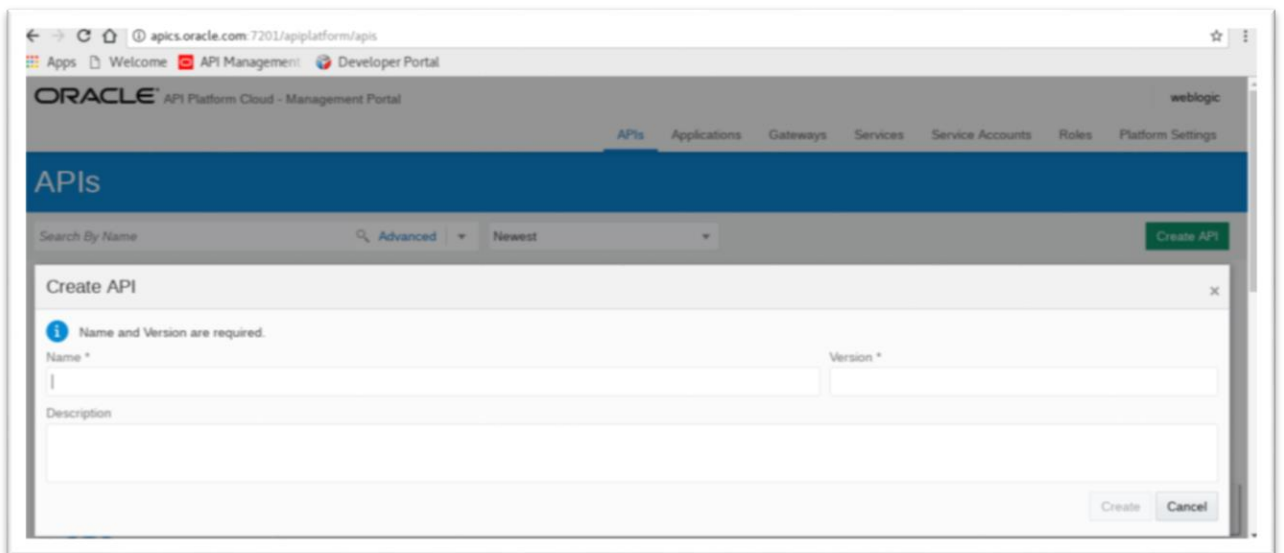 apics.oracle.com:7201/apiplatform/apis
Apps Welcome API Management Developer Portal
ORACLE® API Platform Cloud - Management Portal weblogic
APIs Applications Gateways Services Service Accounts Roles Platform Settings
APIs
Search By Name Advanced Newest Create API
Create API ×
i Name and Version are required.
Name * Version *
Description
Create Cancel